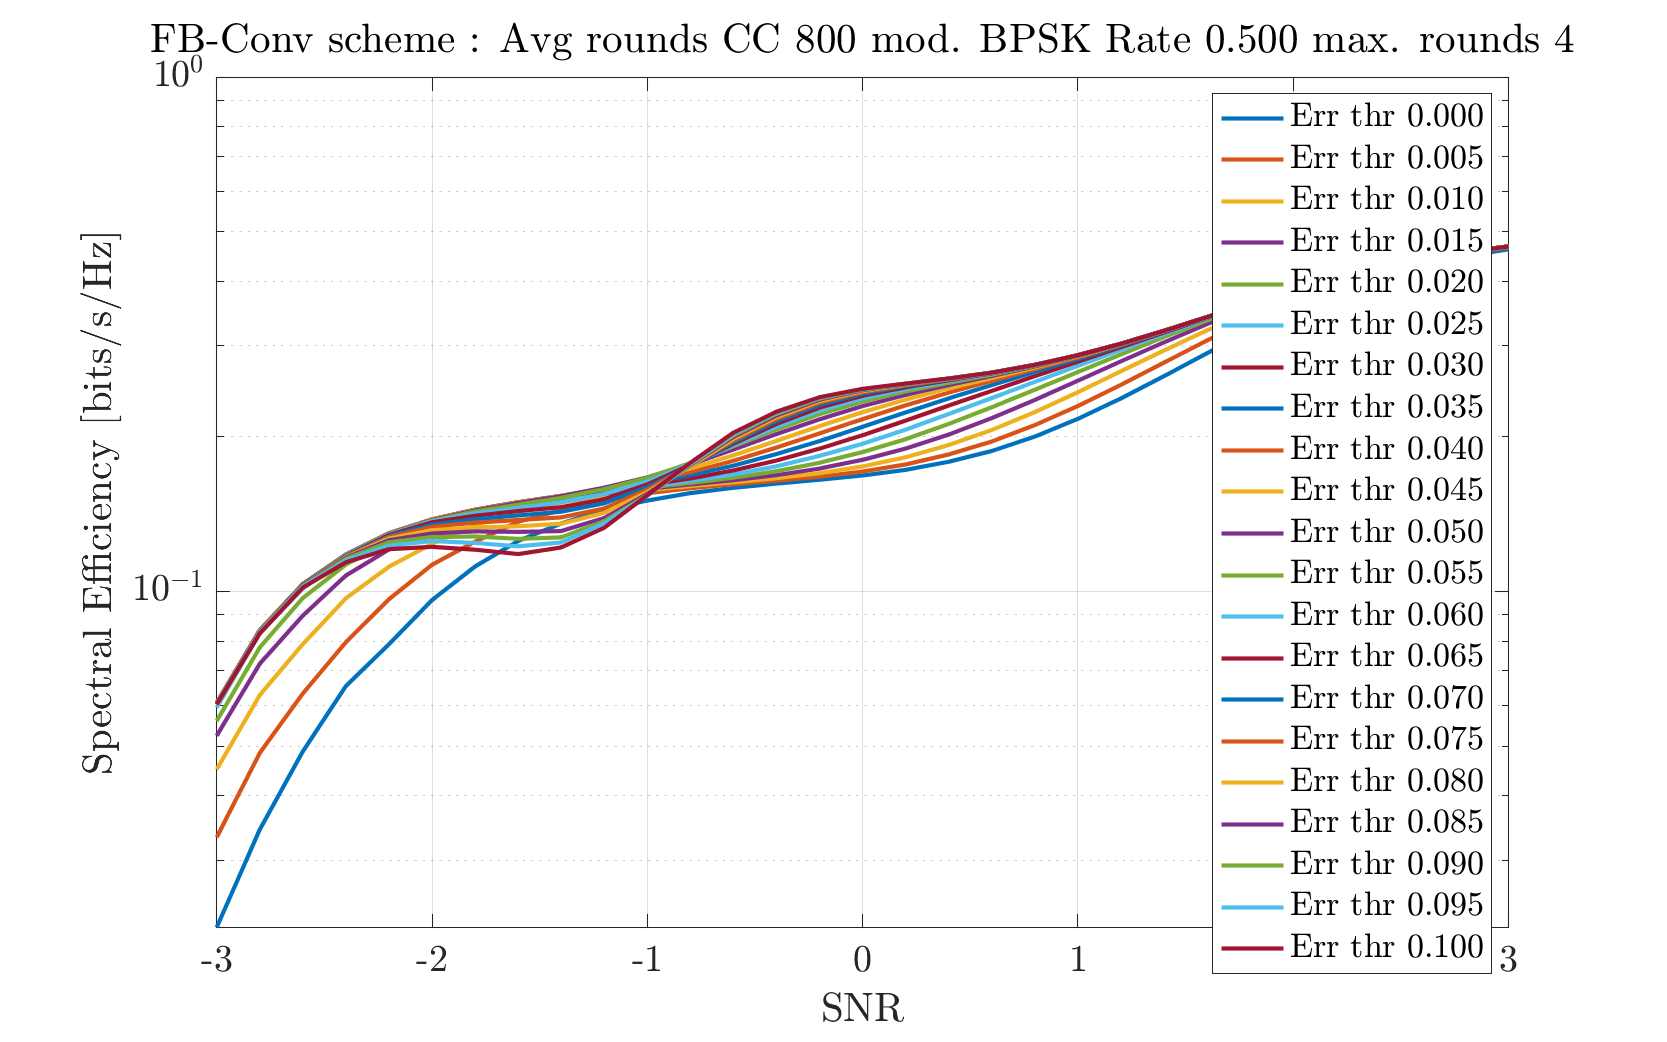 FB-Conv scheme : Avg rounds CC 800 mod. BPSK Rate 0.500 max. rounds 4
10⁰
10⁻¹
Spectral Efficiency [bits/s/Hz]
Err thr 0.000
Err thr 0.005
Err thr 0.010
Err thr 0.015
Err thr 0.020
Err thr 0.025
Err thr 0.030
Err thr 0.035
Err thr 0.040
Err thr 0.045
Err thr 0.050
Err thr 0.055
Err thr 0.060
Err thr 0.065
Err thr 0.070
Err thr 0.075
Err thr 0.080
Err thr 0.085
Err thr 0.090
Err thr 0.095
Err thr 0.100
-3 -2 -1 0 1 3
SNR